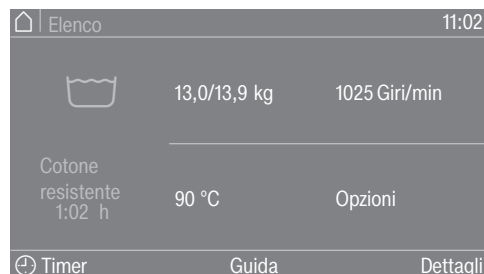 Elenco 11:02
13,0/13,9 kg 1025 Giri/min
Cotone
resistente
1:02 h
90 °C Opzioni
Timer Guida Dettagli